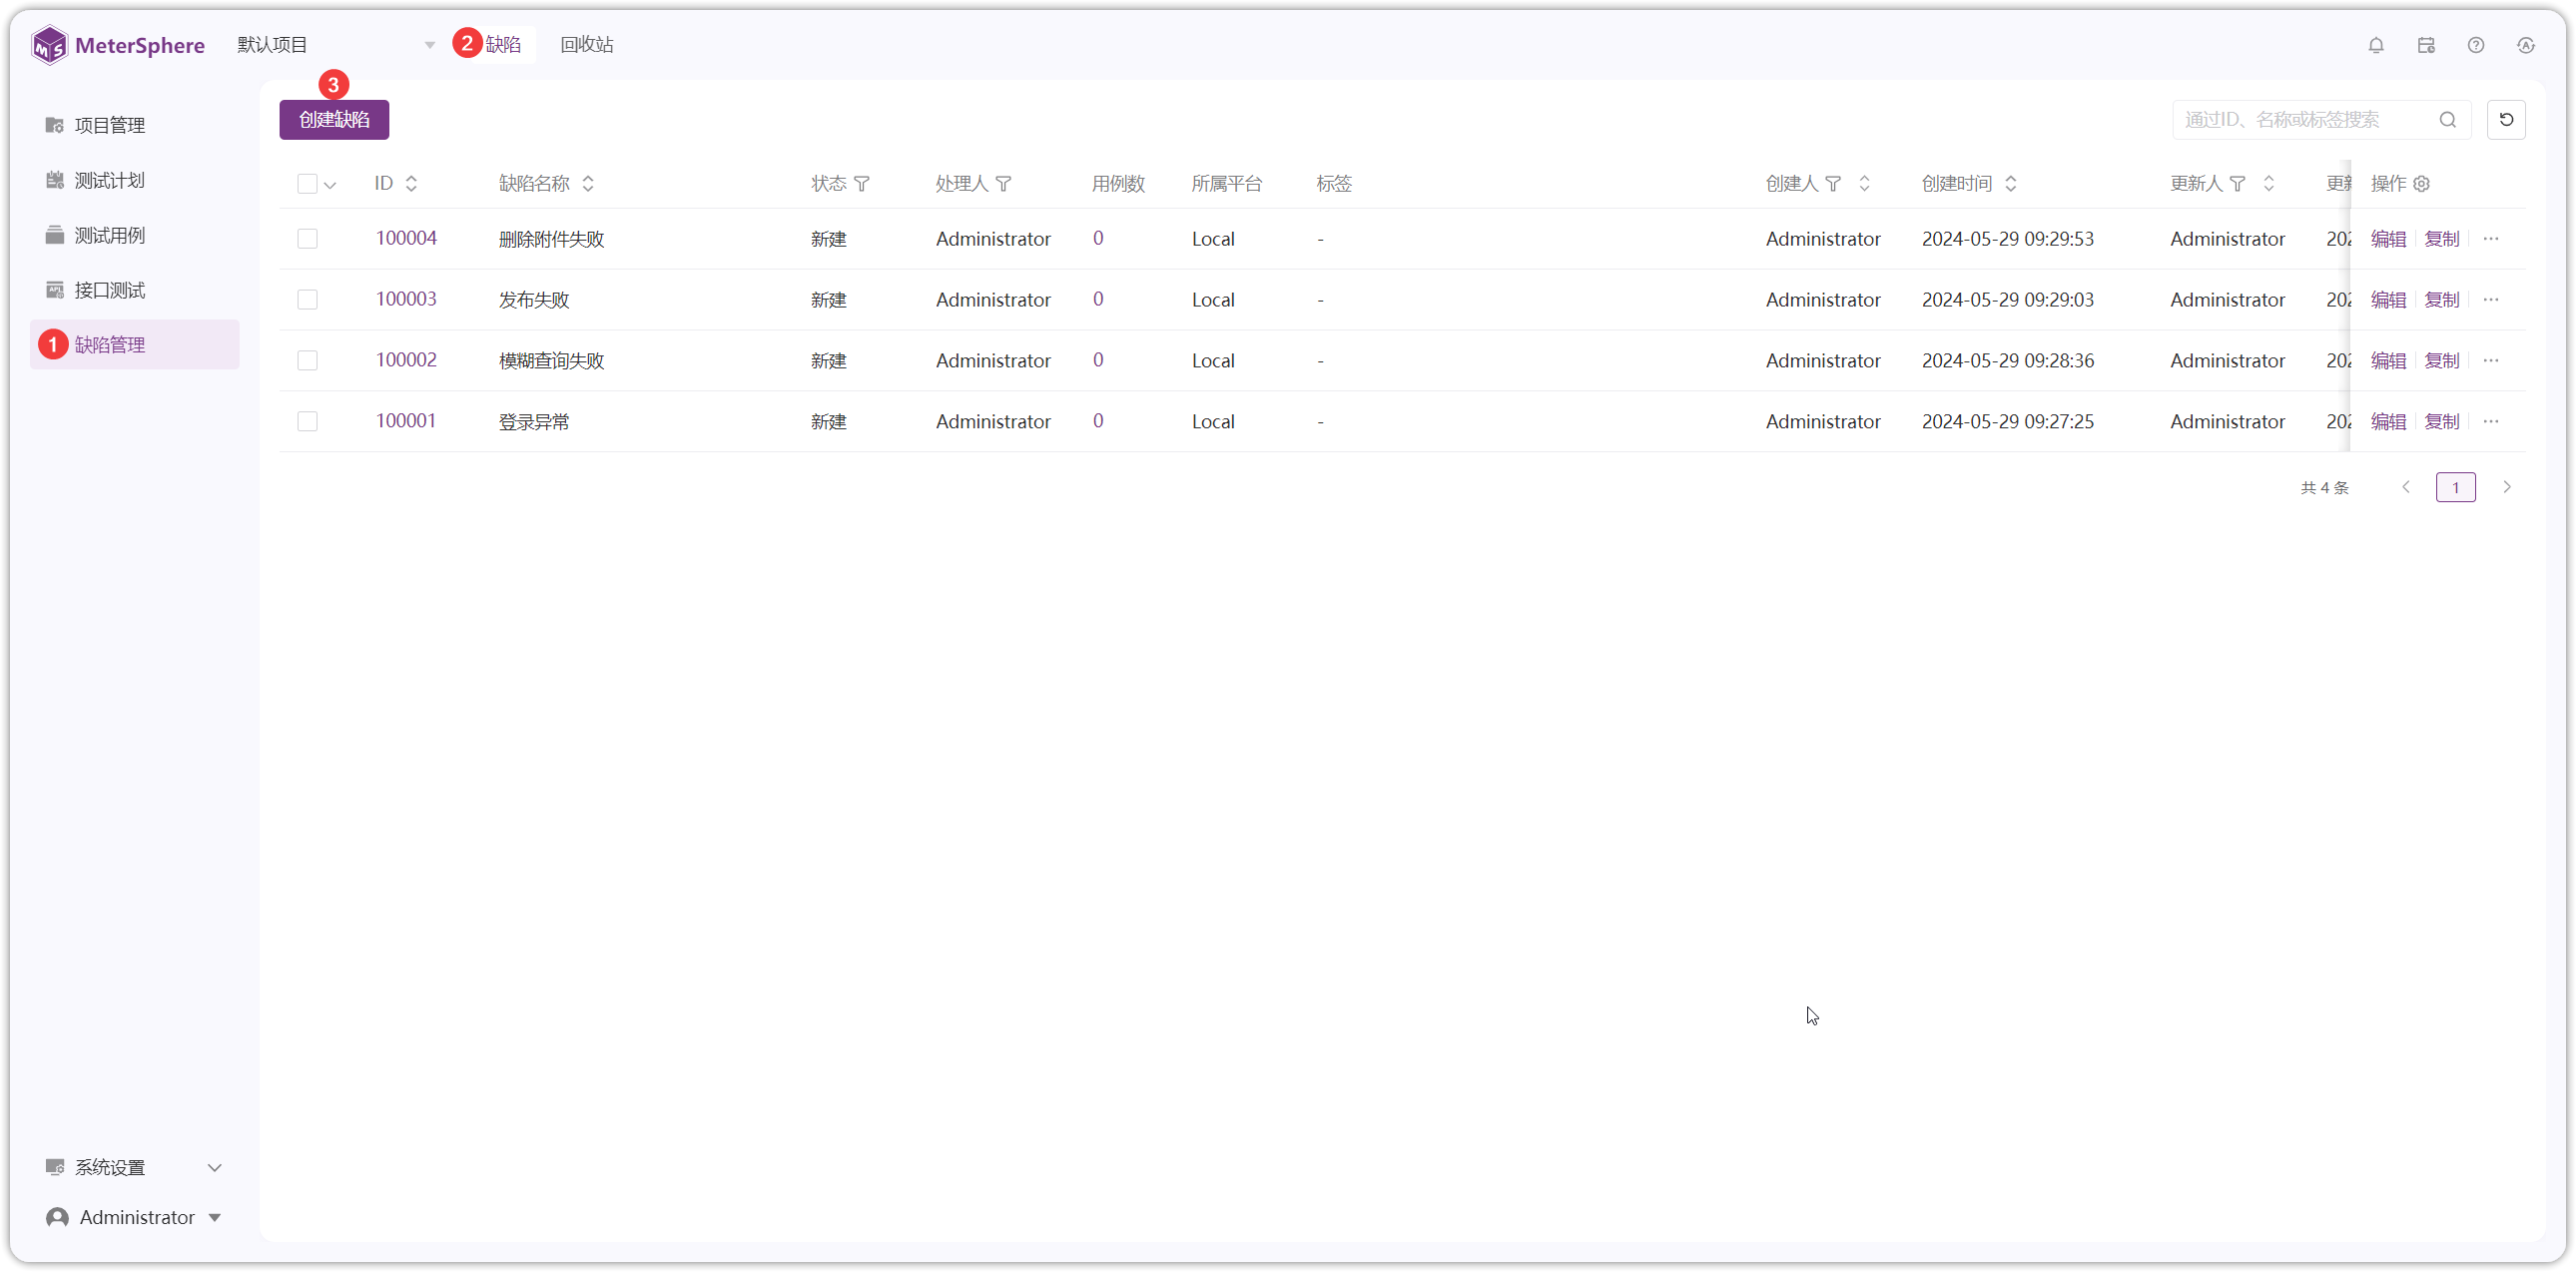 MeterSphere 默认项目 2 缺陷 回收站
3
创建缺陷 通过ID、名称或标签搜索
项目管理
测试计划
测试用例
接口测试
1 缺陷管理
ID 缺陷名称 状态 处理人 用例数 所属平台 标签 创建人 创建时间 更新人 更新 操作
100004 删除附件失败 新建 Administrator 0 Local - Administrator 2024-05-29 09:29:53 Administrator 202 编辑 复制 ...
100003 发布失败 新建 Administrator 0 Local - Administrator 2024-05-29 09:29:03 Administrator 202 编辑 复制 ...
100002 模糊查询失败 新建 Administrator 0 Local - Administrator 2024-05-29 09:28:36 Administrator 202 编辑 复制 ...
100001 登录异常 新建 Administrator 0 Local - Administrator 2024-05-29 09:27:25 Administrator 202 编辑 复制 ...
共 4 条 1
系统设置
Administrator